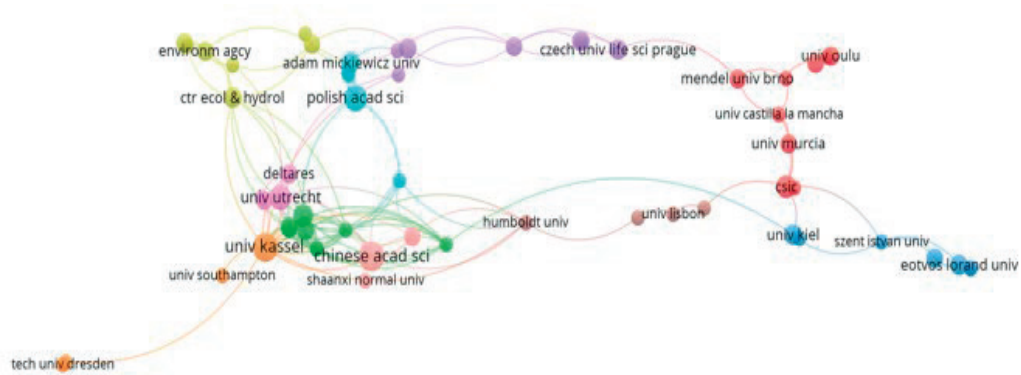 environm agcy
adam mickiewicz univ
czech univ life sci prague
univ oulu
mendel univ brno
ctr ecol & hydrol
polish acad sci
univ castilla la mancha
univ murcia
deltares
csic
univ utrecht
univ lisbon
humboldt univ
univ kiel
szent istvan univ
univ kassel
chinese acad sci
eotvos lorand univ
univ southampton
shaanxi normal univ
tech univ dresden